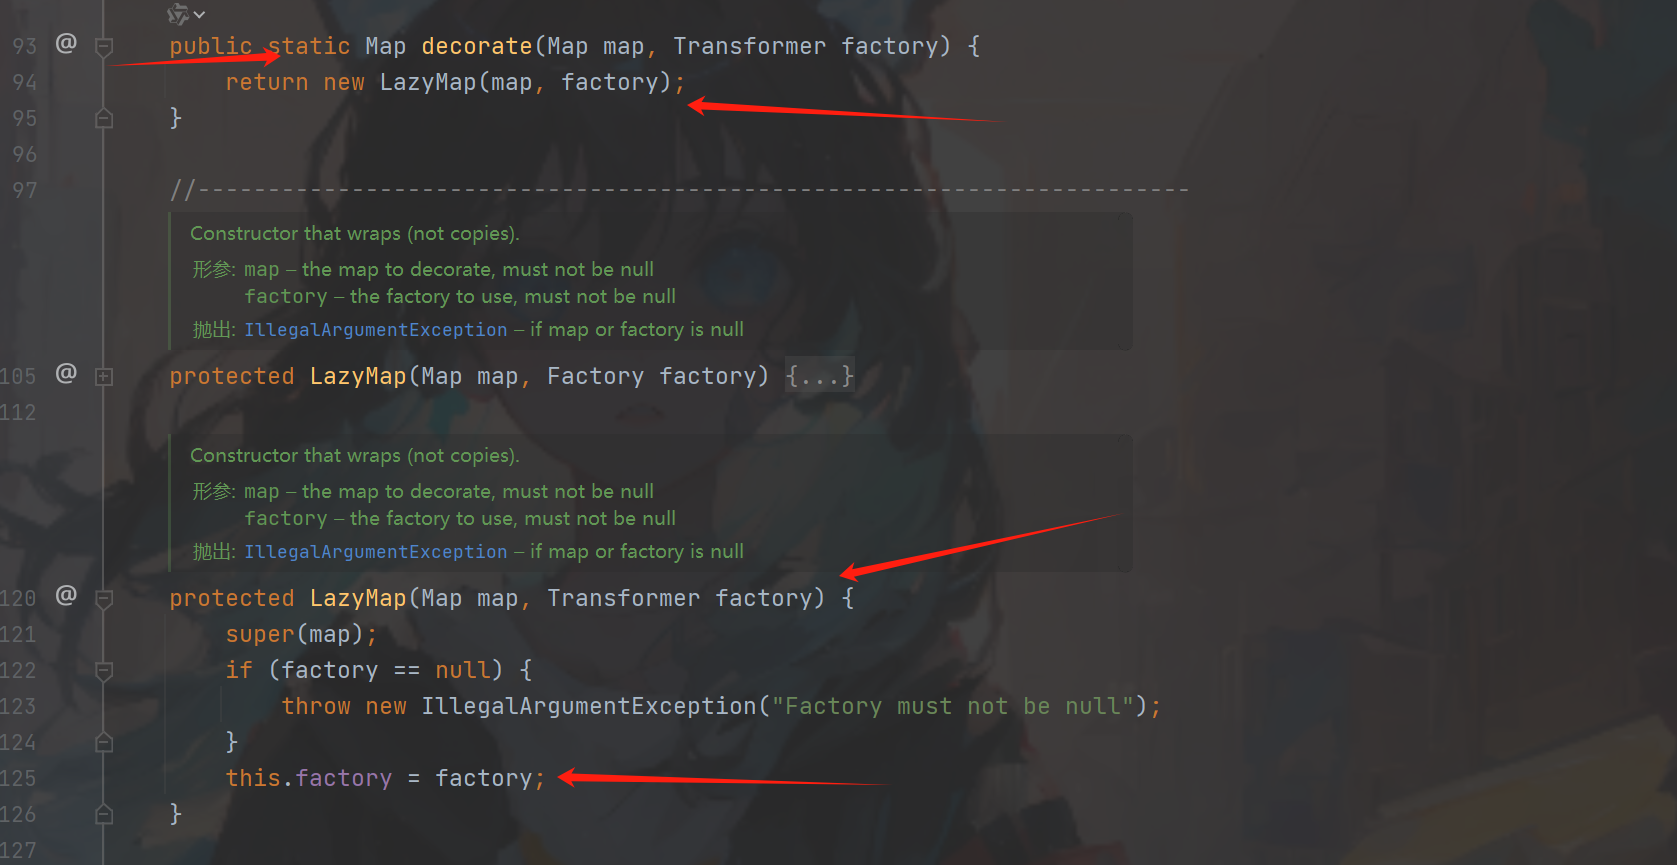 93 @ public static Map decorate(Map map, Transformer factory) {
94 return new LazyMap(map, factory);
95 }
96
97 //-----------------------------------------------------------------------
Constructor that wraps (not copies).
形参: map – the map to decorate, must not be null
factory – the factory to use, must not be null
抛出: IllegalArgumentException – if map or factory is null
105 @ protected LazyMap(Map map, Factory factory) {...}
112
Constructor that wraps (not copies).
形参: map – the map to decorate, must not be null
factory – the factory to use, must not be null
抛出: IllegalArgumentException – if map or factory is null
120 @ protected LazyMap(Map map, Transformer factory) {
121 super(map);
122 if (factory == null) {
123 throw new IllegalArgumentException("Factory must not be null");
124 }
125 this.factory = factory;
126 }
127